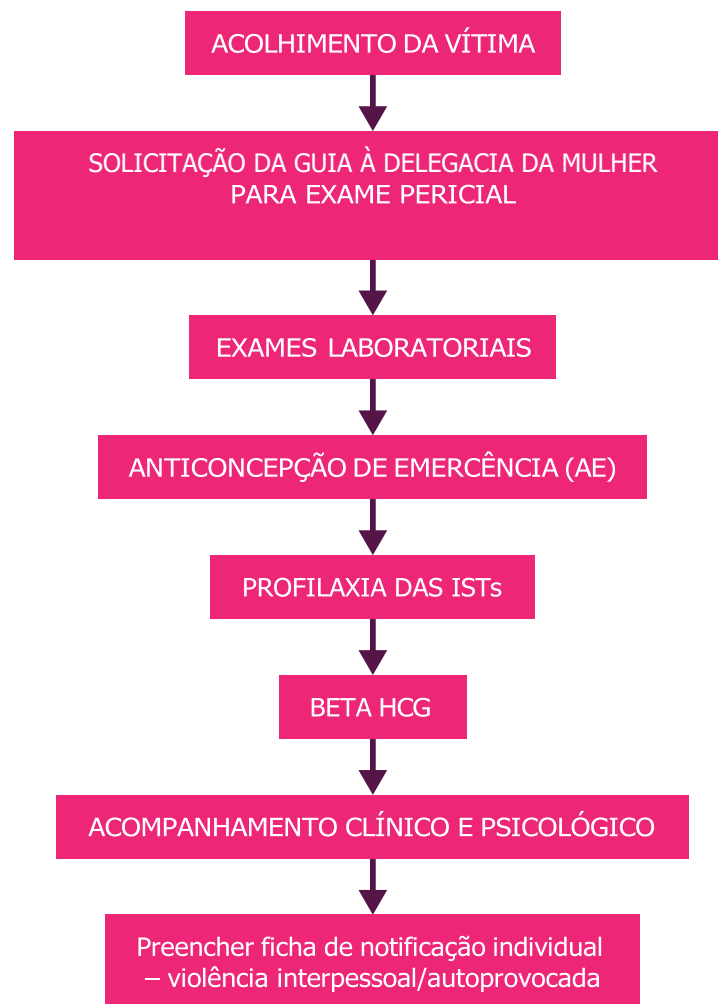 ACOLHIMENTO DA VÍTIMA
SOLICITAÇÃO DA GUIA À DELEGACIA DA MULHER
PARA EXAME PERICIAL
EXAMES LABORATORIAIS
ANTICONCEPÇÃO DE EMERCÊNCIA (AE)
PROFILAXIA DAS ISTs
BETA HCG
ACOMPANHAMENTO CLÍNICO E PSICOLÓGICO
Preencher ficha de notificação individual
– violência interpessoal/autoprovocada